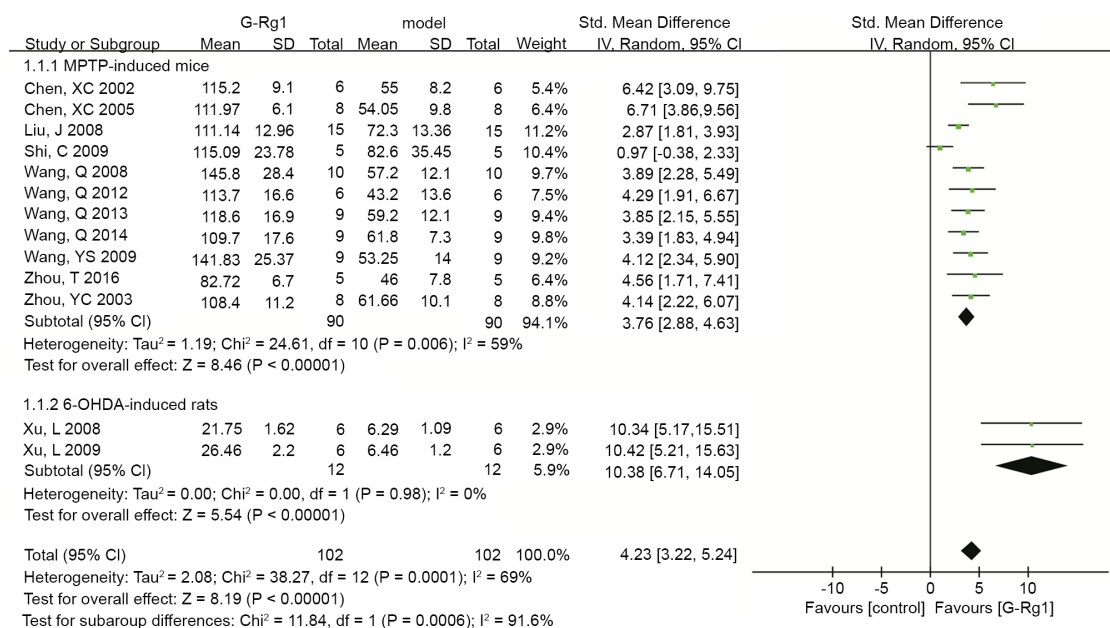 G-Rg1 model Std. Mean Difference Std. Mean Difference
Study or Subgroup Mean SD Total Mean SD Total Weight IV, Random, 95% CI IV, Random, 95% CI
1.1.1 MPTP-induced mice
Chen, XC 2002 115.2 9.1 6 55 8.2 6 5.4% 6.42 [3.09, 9.75]
Chen, XC 2005 111.97 6.1 8 54.05 9.8 8 6.4% 6.71 [3.86,9.56]
Liu, J 2008 111.14 12.96 15 72.3 13.36 15 11.2% 2.87 [1.81, 3.93]
Shi, C 2009 115.09 23.78 5 82.6 35.45 5 10.4% 0.97 [-0.38, 2.33]
Wang, Q 2008 145.8 28.4 10 57.2 12.1 10 9.7% 3.89 [2.28, 5.49]
Wang, Q 2012 113.7 16.6 6 43.2 13.6 6 7.5% 4.29 [1.91, 6.67]
Wang, Q 2013 118.6 16.9 9 59.2 12.1 9 9.4% 3.85 [2.15, 5.55]
Wang, Q 2014 109.7 17.6 9 61.8 7.3 9 9.8% 3.39 [1.83, 4.94]
Wang, YS 2009 141.83 25.37 9 53.25 14 9 9.2% 4.12 [2.34, 5.90]
Zhou, T 2016 82.72 6.7 5 46 7.8 5 6.4% 4.56 [1.71, 7.41]
Zhou, YC 2003 108.4 11.2 8 61.66 10.1 8 8.8% 4.14 [2.22, 6.07]
Subtotal (95% CI) 90 90 94.1% 3.76 [2.88, 4.63]
Heterogeneity: Tau² = 1.19; Chi² = 24.61, df = 10 (P = 0.006); I² = 59%
Test for overall effect: Z = 8.46 (P < 0.00001)
1.1.2 6-OHDA-induced rats
Xu, L 2008 21.75 1.62 6 6.29 1.09 6 2.9% 10.34 [5.17,15.51]
Xu, L 2009 26.46 2.2 6 6.46 1.2 6 2.9% 10.42 [5.21, 15.63]
Subtotal (95% CI) 12 12 5.9% 10.38 [6.71, 14.05]
Heterogeneity: Tau² = 0.00; Chi² = 0.00, df = 1 (P = 0.98); I² = 0%
Test for overall effect: Z = 5.54 (P < 0.00001)
Total (95% CI) 102 102 100.0% 4.23 [3.22, 5.24]
Heterogeneity: Tau² = 2.08; Chi² = 38.27, df = 12 (P = 0.0001); I² = 69%
Test for overall effect: Z = 8.19 (P < 0.00001)
Test for subaroup differences: Chi² = 11.84, df = 1 (P = 0.0006); I² = 91.6%
-10 -5 0 5 10
Favours [control] Favours [G-Rg1]